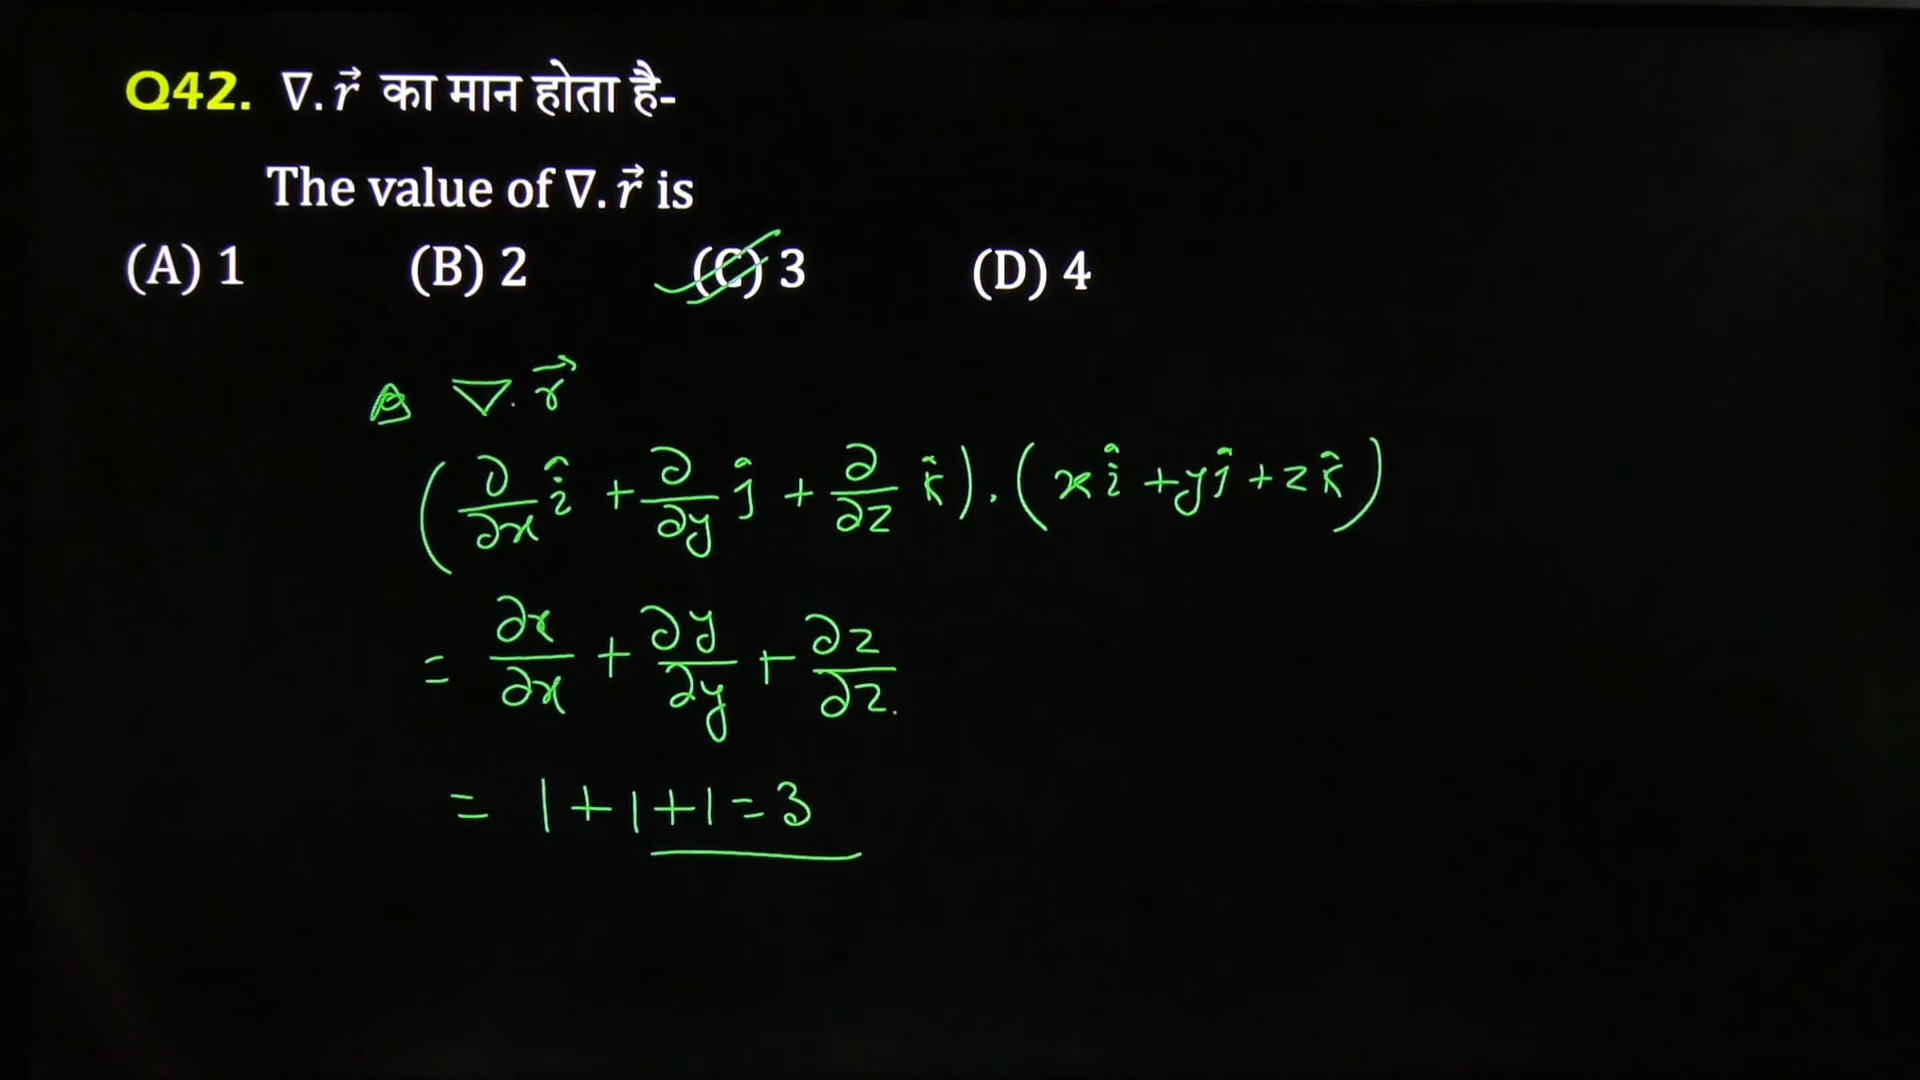 Q42. ∇.r⃗ का मान होता है-
The value of ∇.r⃗ is
(A) 1 (B) 2 (C) 3 (D) 4
∇.r⃗
(∂/∂x î + ∂/∂y ĵ + ∂/∂z k̂).(xî + yĵ + zk̂)
= ∂x/∂x + ∂y/∂y + ∂z/∂z.
= 1+1+1=3